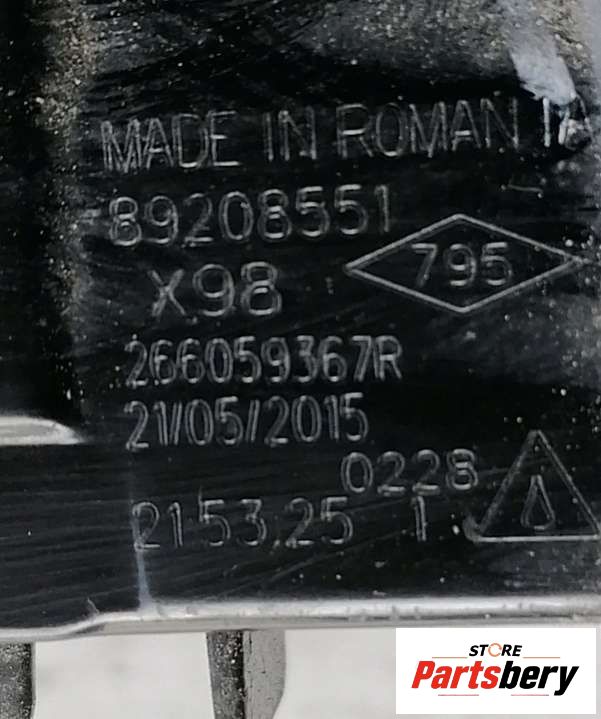 MADE IN ROMANIA
89208551
795
X98
266059367R
21/05/2015
0228
2153,25 1
STORE
Partsbery